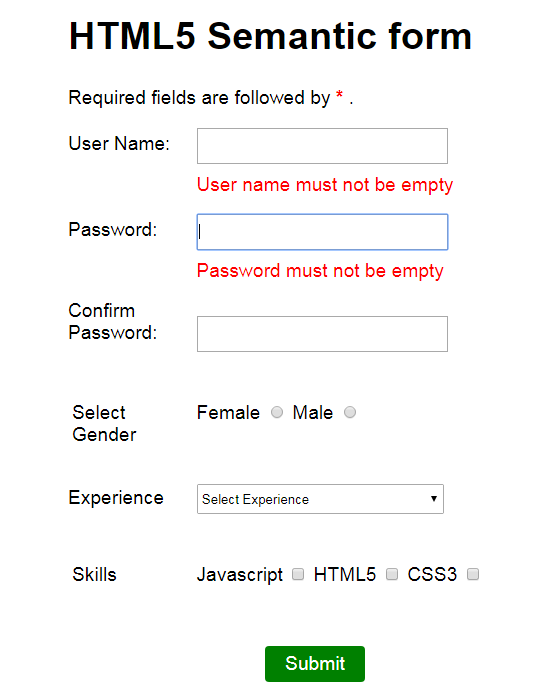 HTML5 Semantic form
Required fields are followed by * .
User Name:
User name must not be empty
Password:
Password must not be empty
Confirm
Password:
Select Gender
Female Male
Experience Select Experience
Skills Javascript HTML5 CSS3
Submit